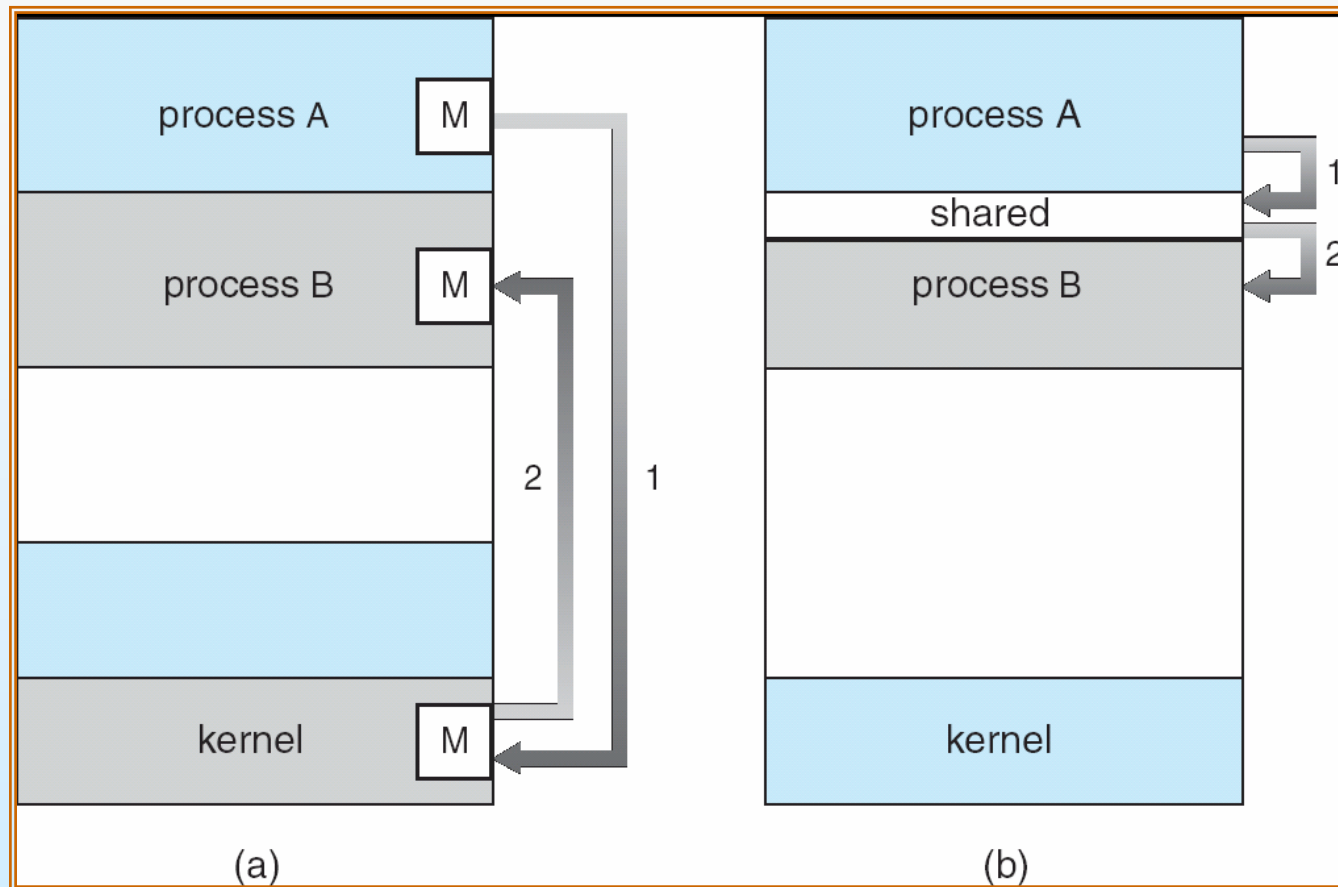 process A
M
process B
M
2
1
kernel
M
(a)
process A
1
shared
2
process B
kernel
(b)